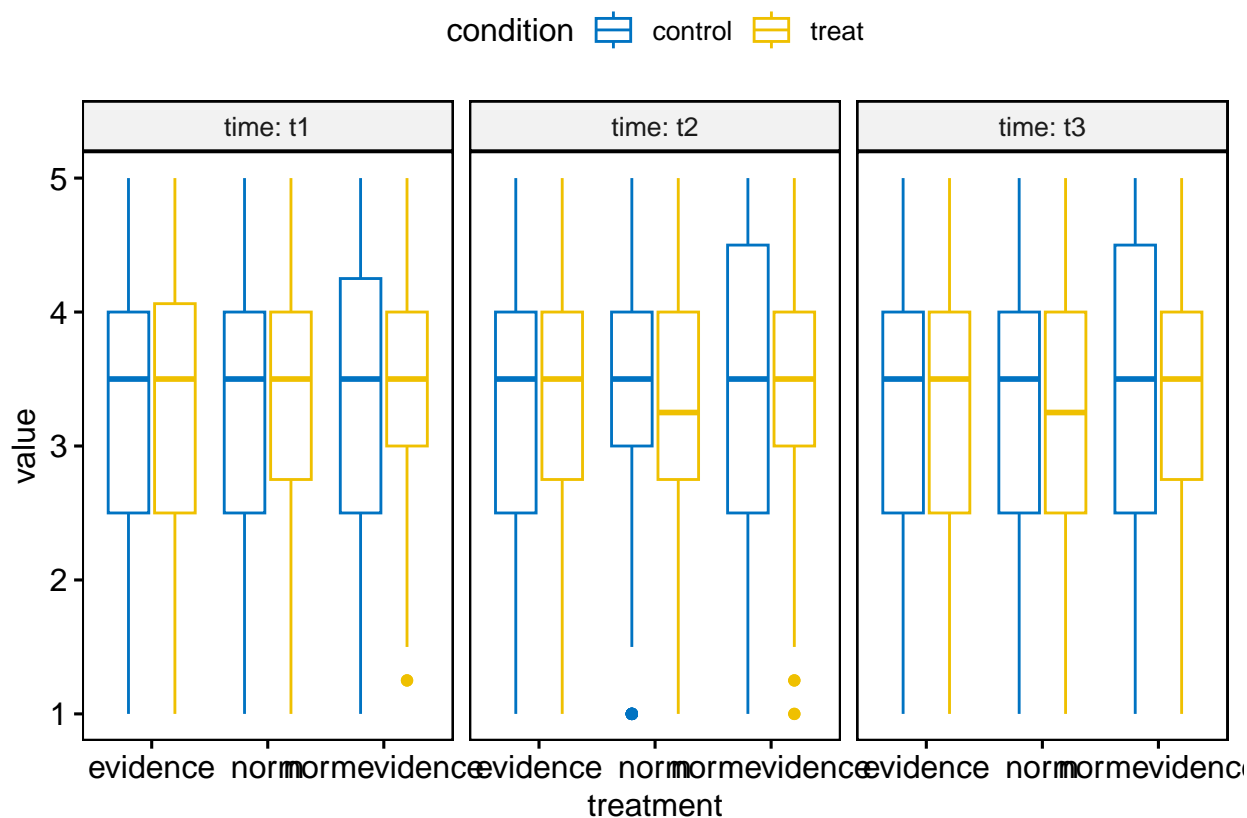 condition control treat
time: t1 time: t2 time: t3
5
4
3
2
1
value
evidence norm normevidence evidence norm normevidence evidence norm normevidence
treatment